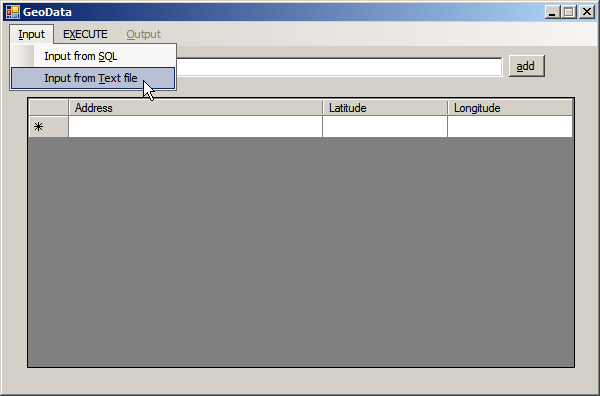 GeoData
Input EXECUTE Output
Input from SQL
Input from Text file
add
Address Latitude Longitude